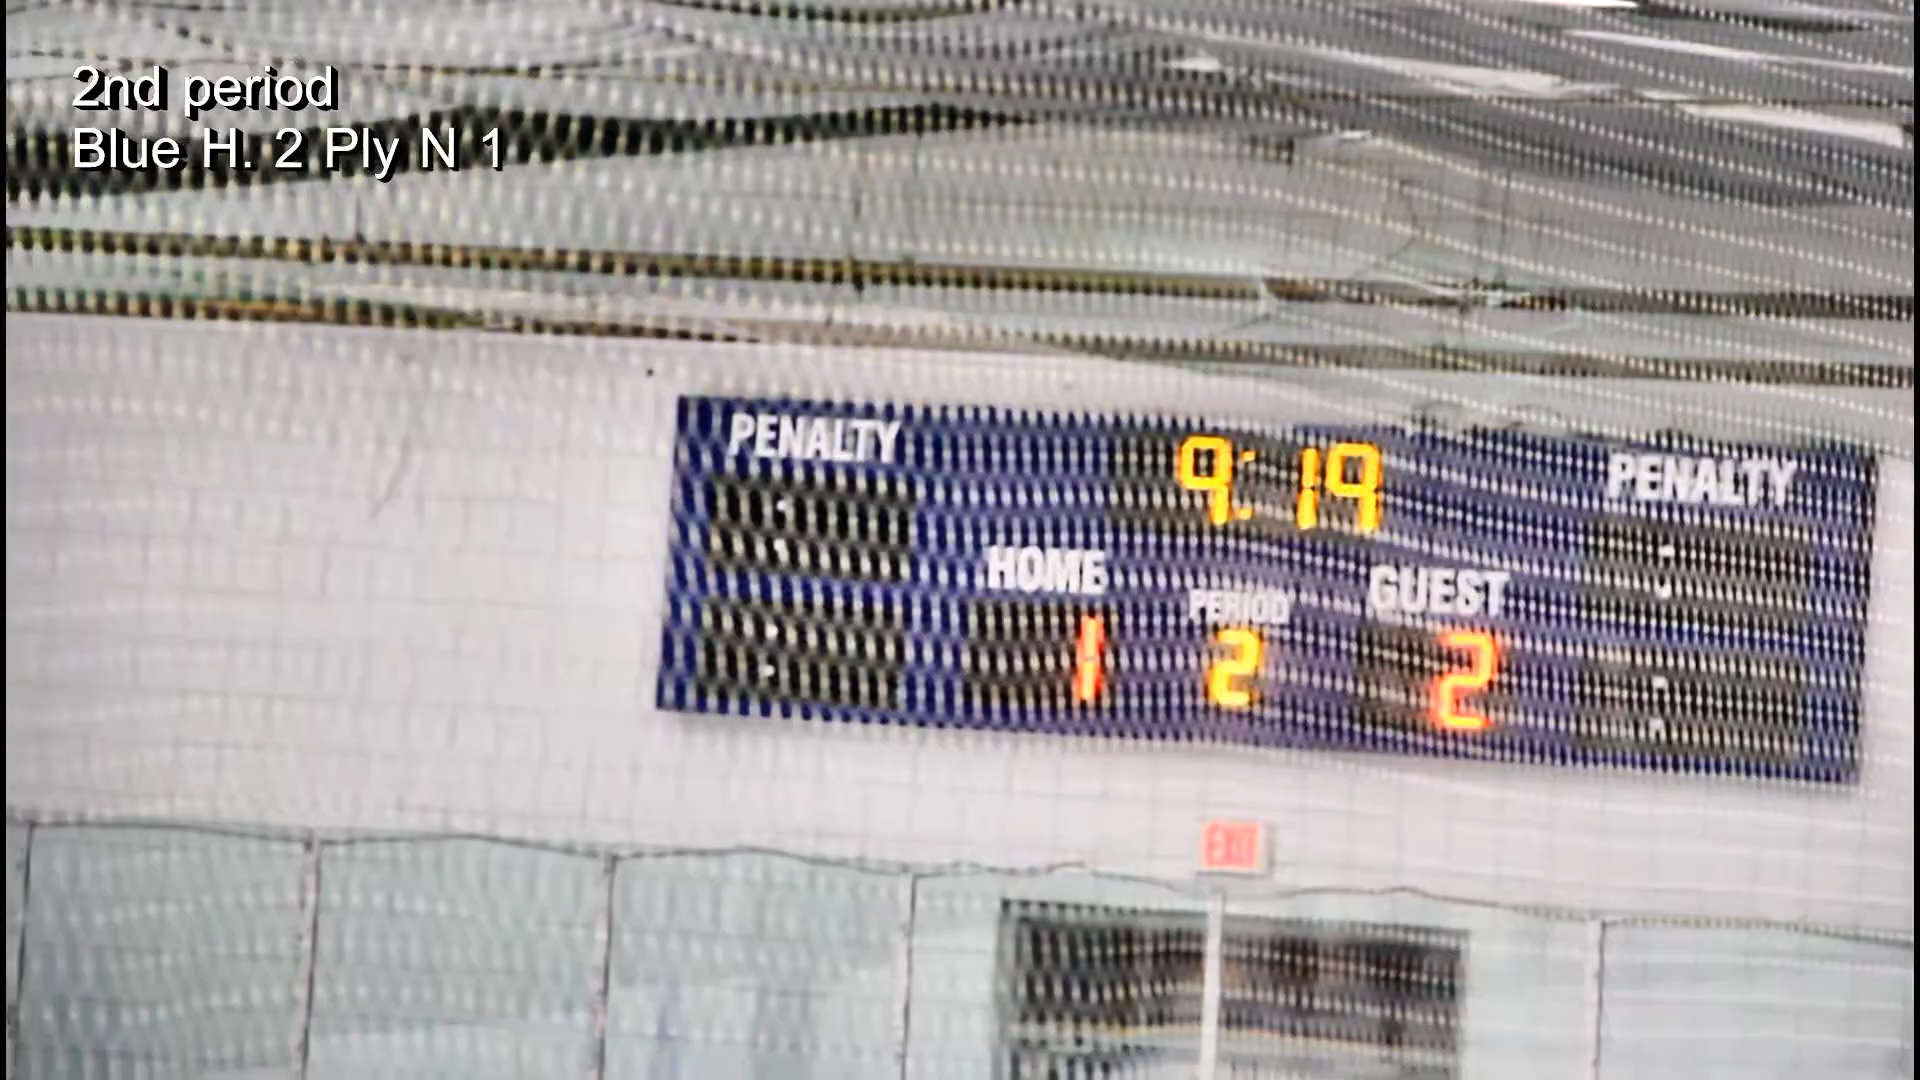 2nd period
Blue H. 2 Ply N 1
PENALTY
9:19
PENALTY
HOME
PERIOD
GUEST
1
2
2
EXIT